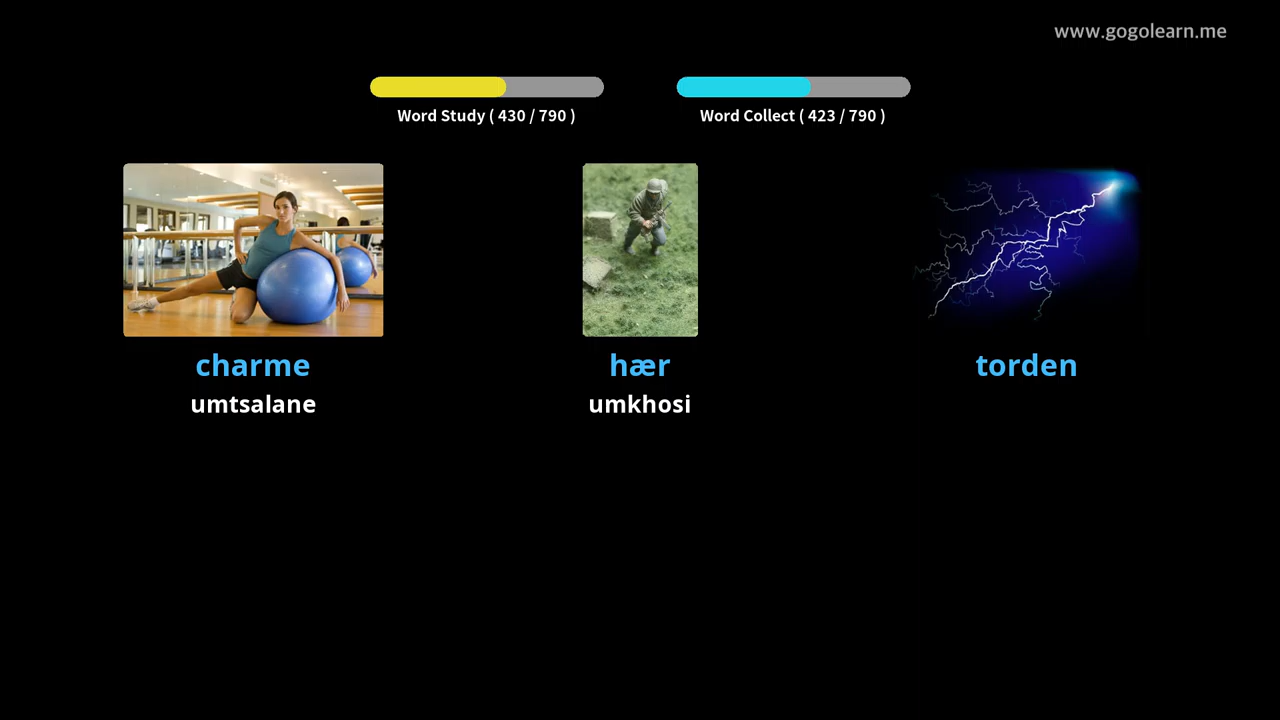 www.gogolearn.me
Word Study ( 430 / 790 )
Word Collect ( 423 / 790 )
charme
umtsalane
hær
umkhosi
torden